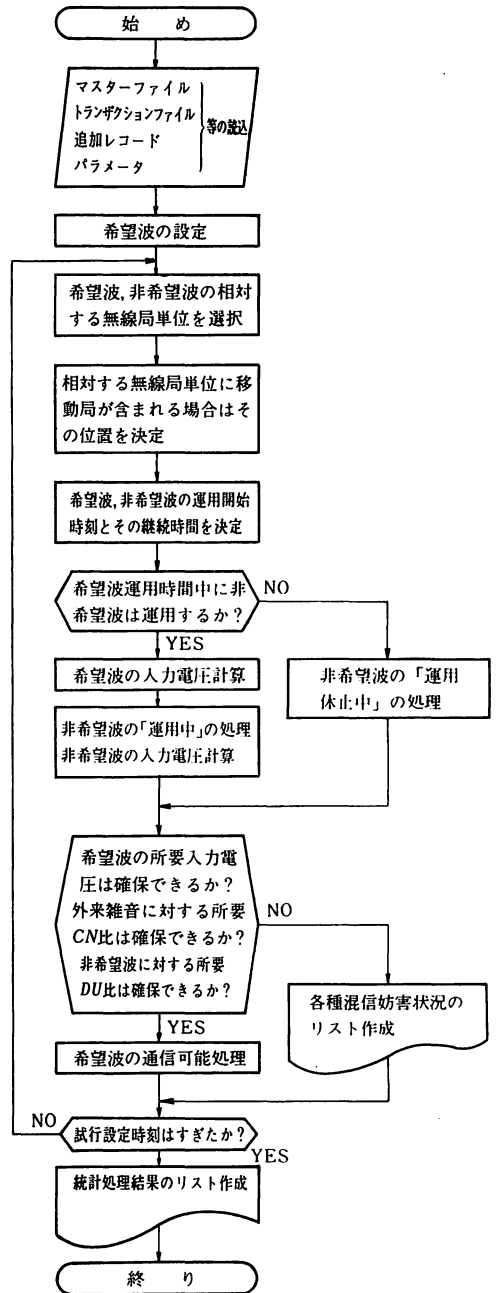 始　め
マスターファイル
トランザクションファイル
追加レコード
パラメータ
等の読込
希望波の設定
希望波,非希望波の相対
する無線局単位を選択
相対する無線局単位に移
動局が含まれる場合はそ
の位置を決定
希望波,非希望波の運用開始
時刻とその継続時間を決定
希望波運用時間中に非
希望波は運用するか?
NO
YES
希望波の入力電圧計算
非希望波の「運用中」の処理
非希望波の入力電圧計算
非希望波の「運用
休止中」の処理
希望波の所要入力電
圧は確保できるか?
外来雑音に対する所要
CN比は確保できるか?
非希望波に対する所要
DU比は確保できるか?
NO
YES
各種混信妨害状況の
リスト作成
希望波の通信可能処理
NO
試行設定時刻はすぎたか?
YES
統計処理結果のリスト作成
終　り